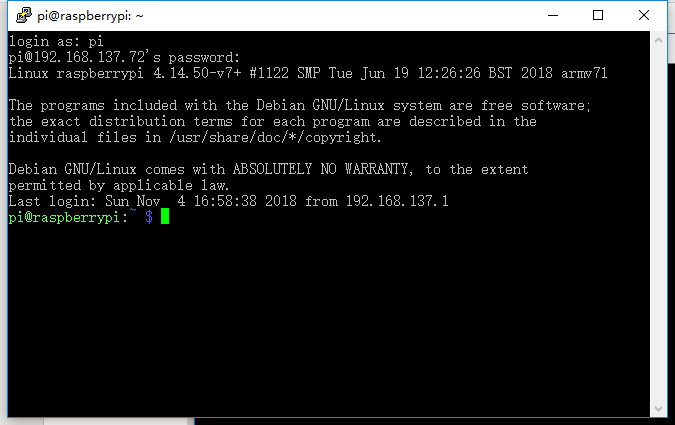 pi@raspberrypi: ~
login as: pi
pi@192.168.137.72's password:
Linux raspberrypi 4.14.50-v7+ #1122 SMP Tue Jun 19 12:26:26 BST 2018 armv7l
The programs included with the Debian GNU/Linux system are free software;
the exact distribution terms for each program are described in the
individual files in /usr/share/doc/*/copyright.
Debian GNU/Linux comes with ABSOLUTELY NO WARRANTY, to the extent
permitted by applicable law.
Last login: Sun Nov  4 16:58:38 2018 from 192.168.137.1
pi@raspberrypi:~ $